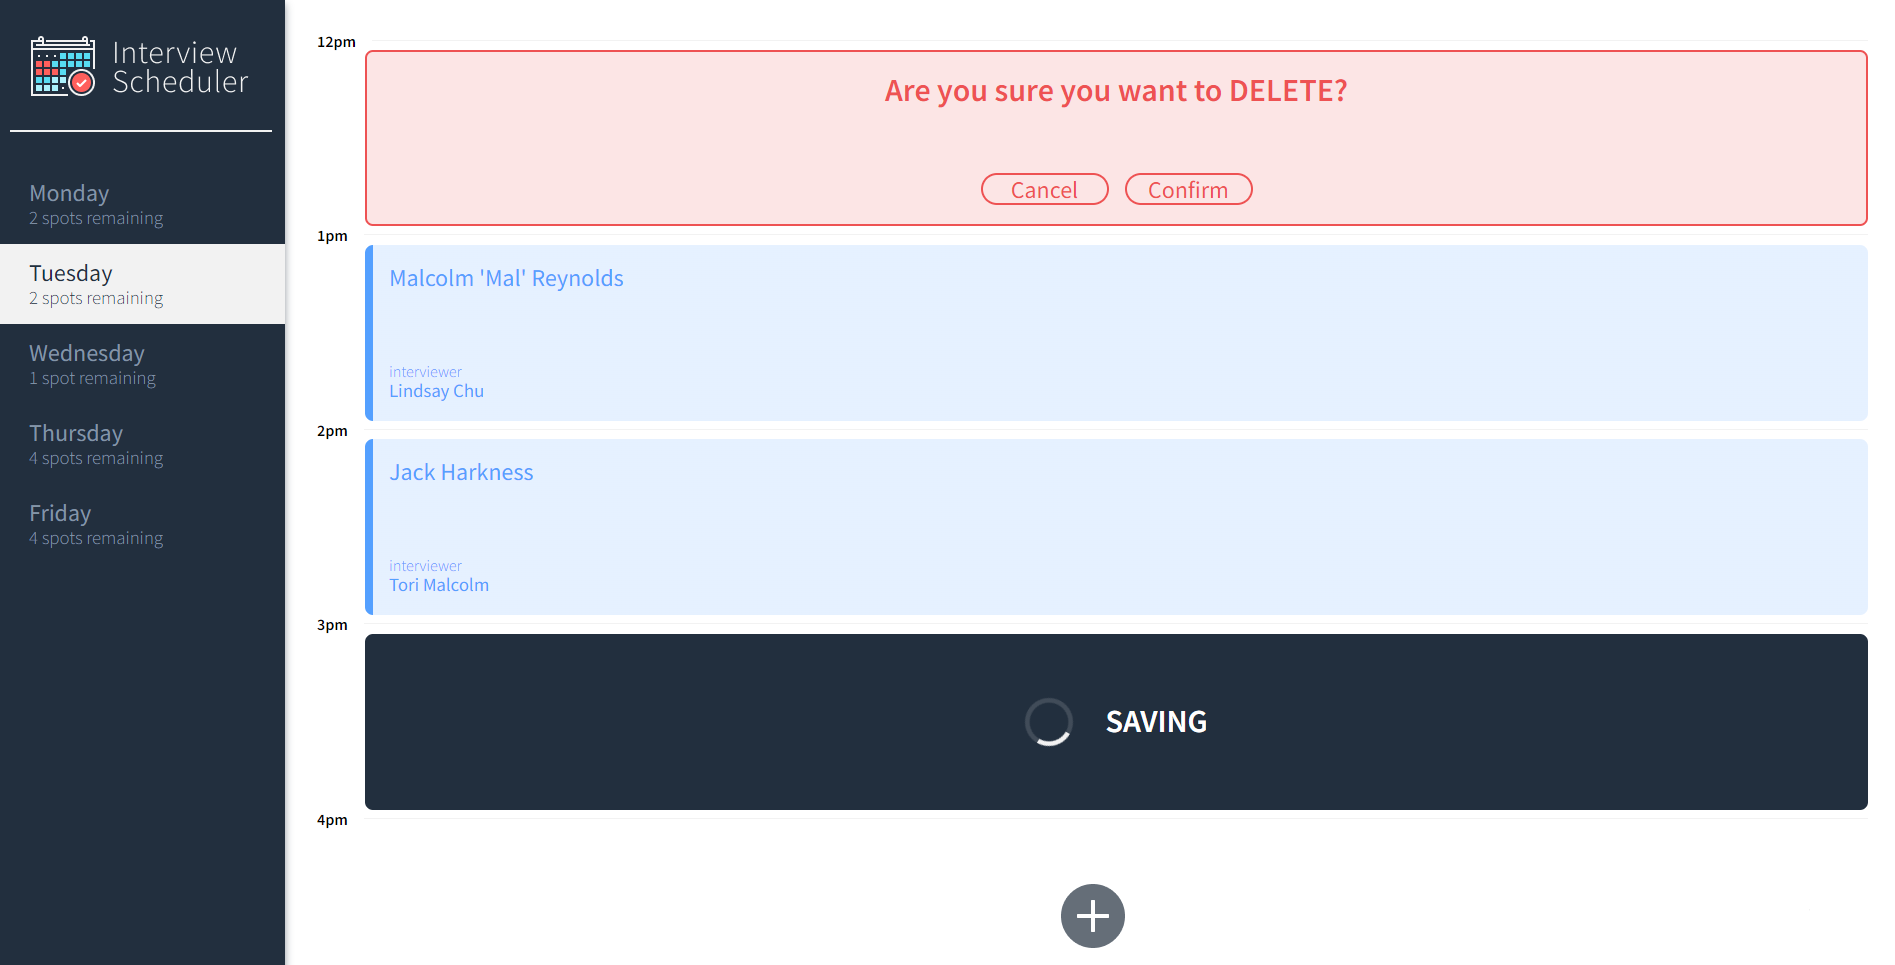 Interview
Scheduler
Monday
2 spots remaining
Tuesday
2 spots remaining
Wednesday
1 spot remaining
Thursday
4 spots remaining
Friday
4 spots remaining
12pm
Are you sure you want to DELETE?
Cancel Confirm
1pm
Malcolm 'Mal' Reynolds
interviewer
Lindsay Chu
2pm
Jack Harkness
interviewer
Tori Malcolm
3pm
SAVING
4pm